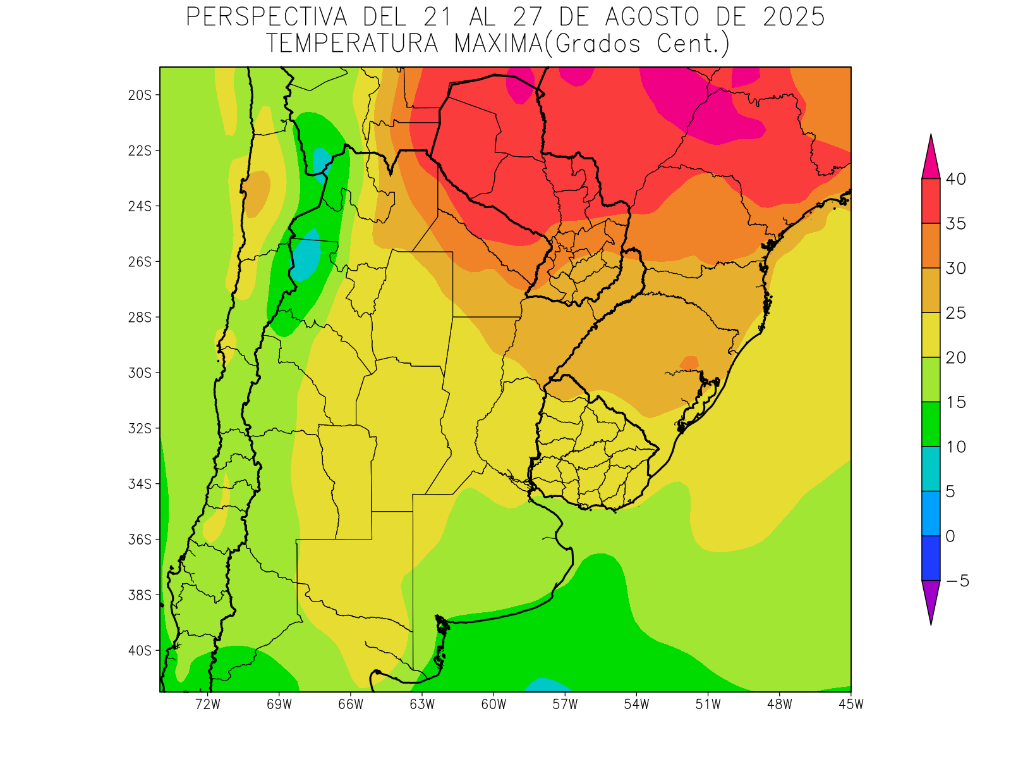 PERSPECTIVA DEL 21 AL 27 DE AGOSTO DE 2025
TEMPERATURA MAXIMA(Grados Cent.)
20S
22S
24S
26S
28S
30S
32S
34S
36S
38S
40S
72W 69W 66W 63W 60W 57W 54W 51W 48W 45W
40
35
30
25
20
15
10
5
0
−5